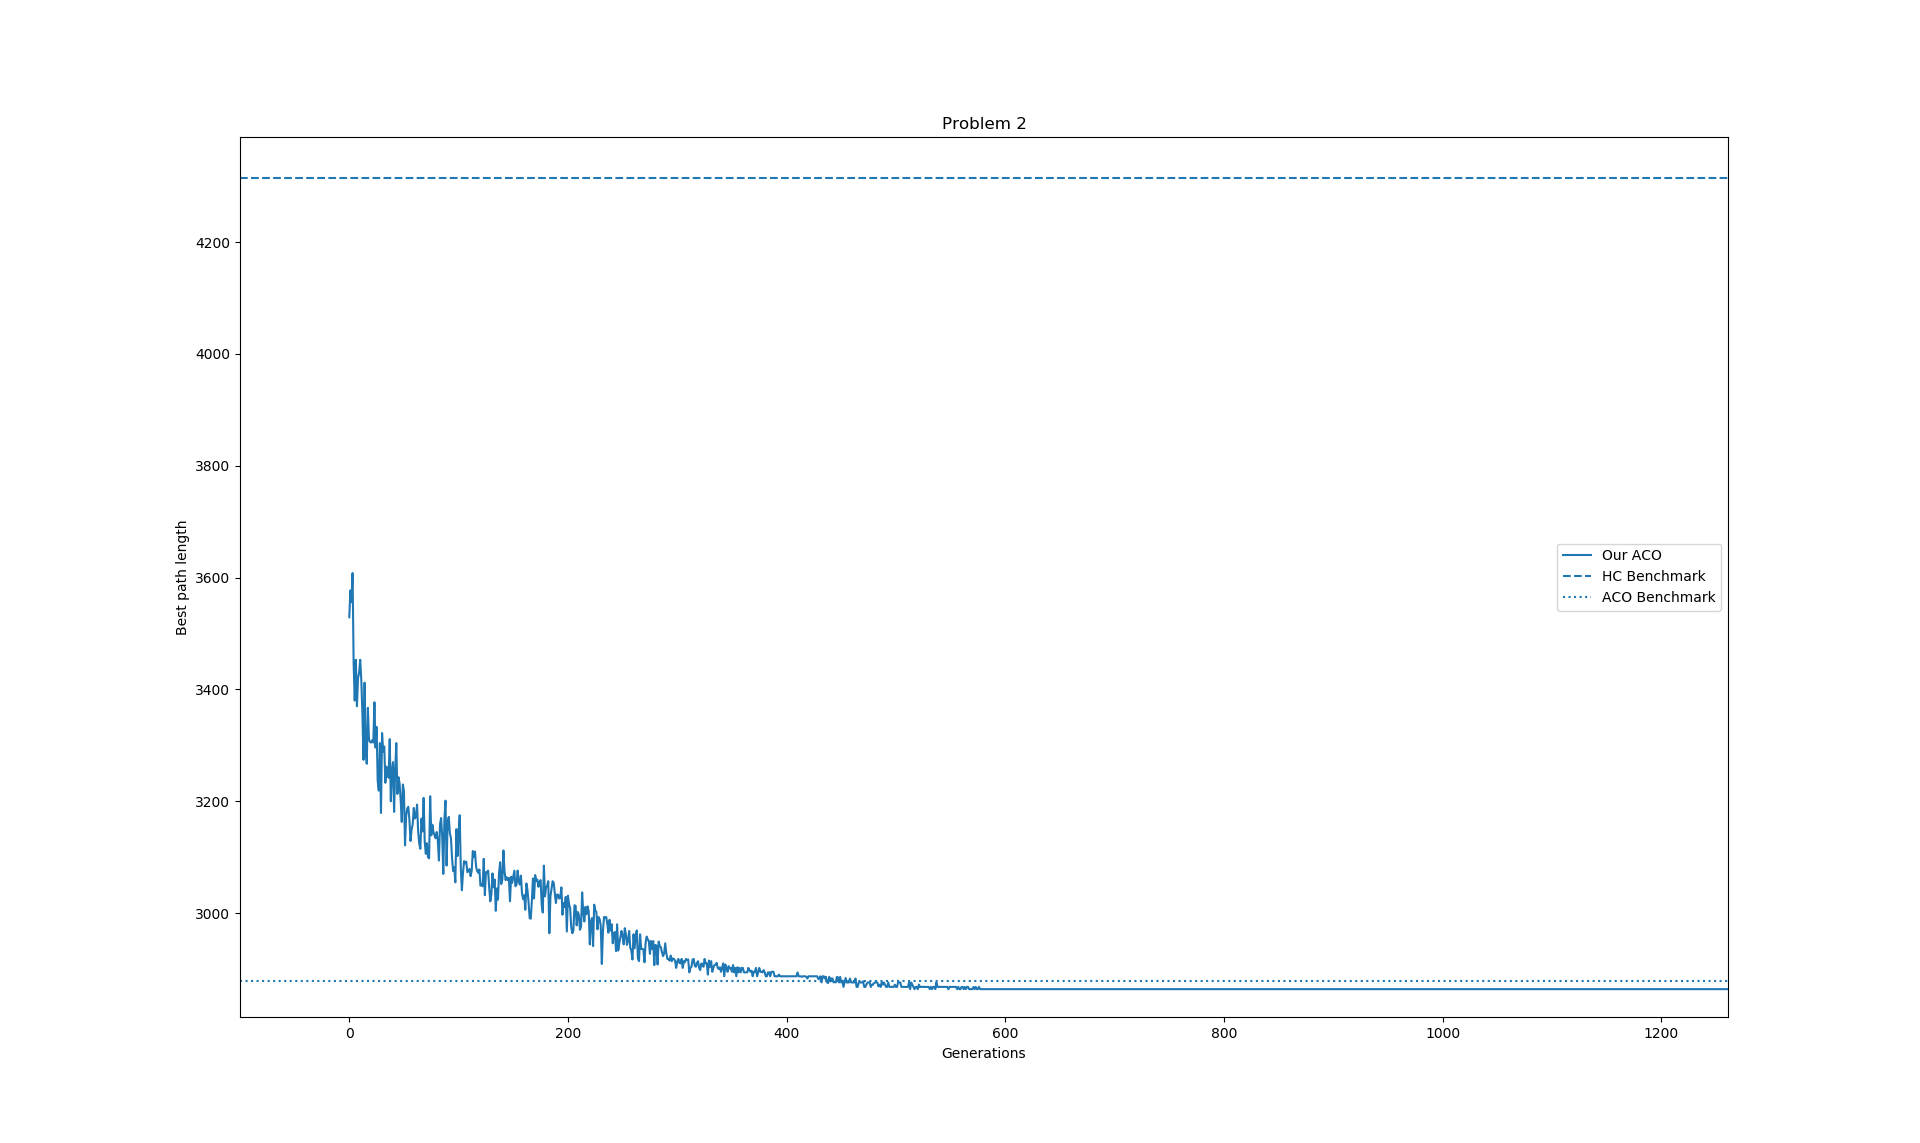 Problem 2
4200
4000
3800
3600
3400
3200
3000
Best path length
Our ACO
HC Benchmark
ACO Benchmark
0 200 400 600 800 1000 1200
Generations